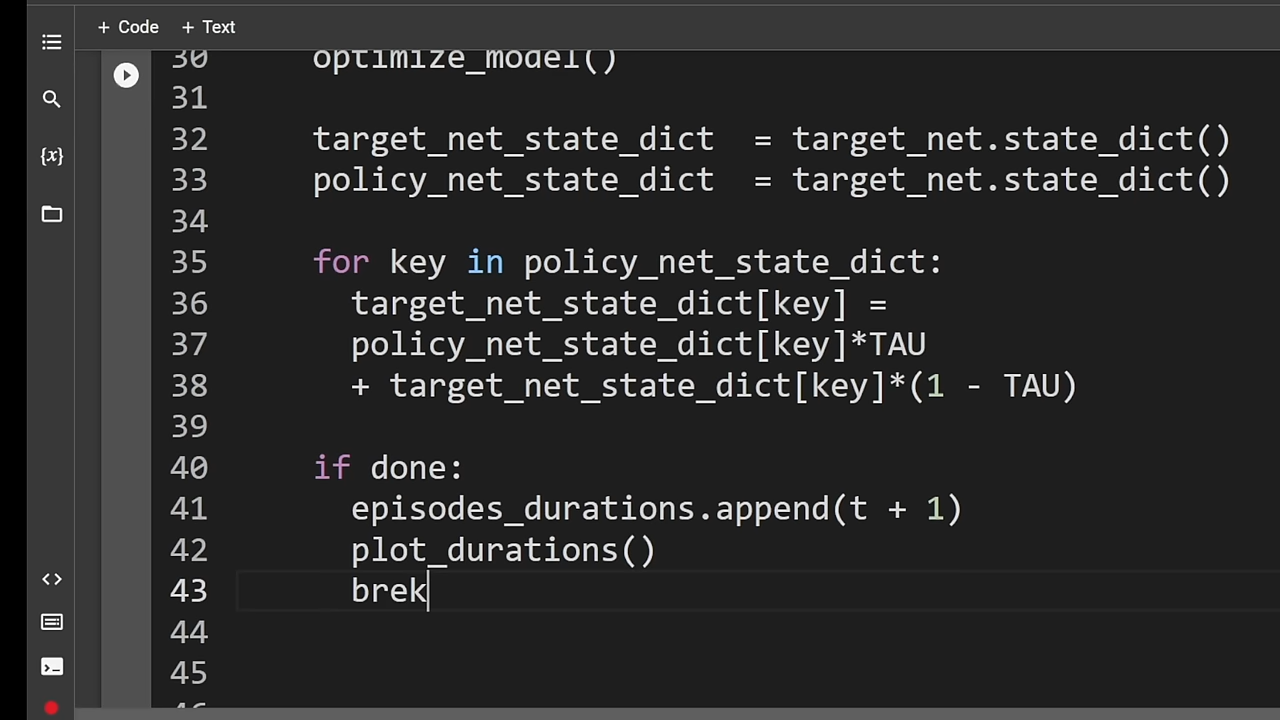 + Code + Text
30 optimize_model()
31
32 target_net_state_dict = target_net.state_dict()
33 policy_net_state_dict = target_net.state_dict()
34
35 for key in policy_net_state_dict:
36 target_net_state_dict[key] =
37 policy_net_state_dict[key]*TAU
38 + target_net_state_dict[key]*(1 - TAU)
39
40 if done:
41 episodes_durations.append(t + 1)
42 plot_durations()
43 brek
44
45